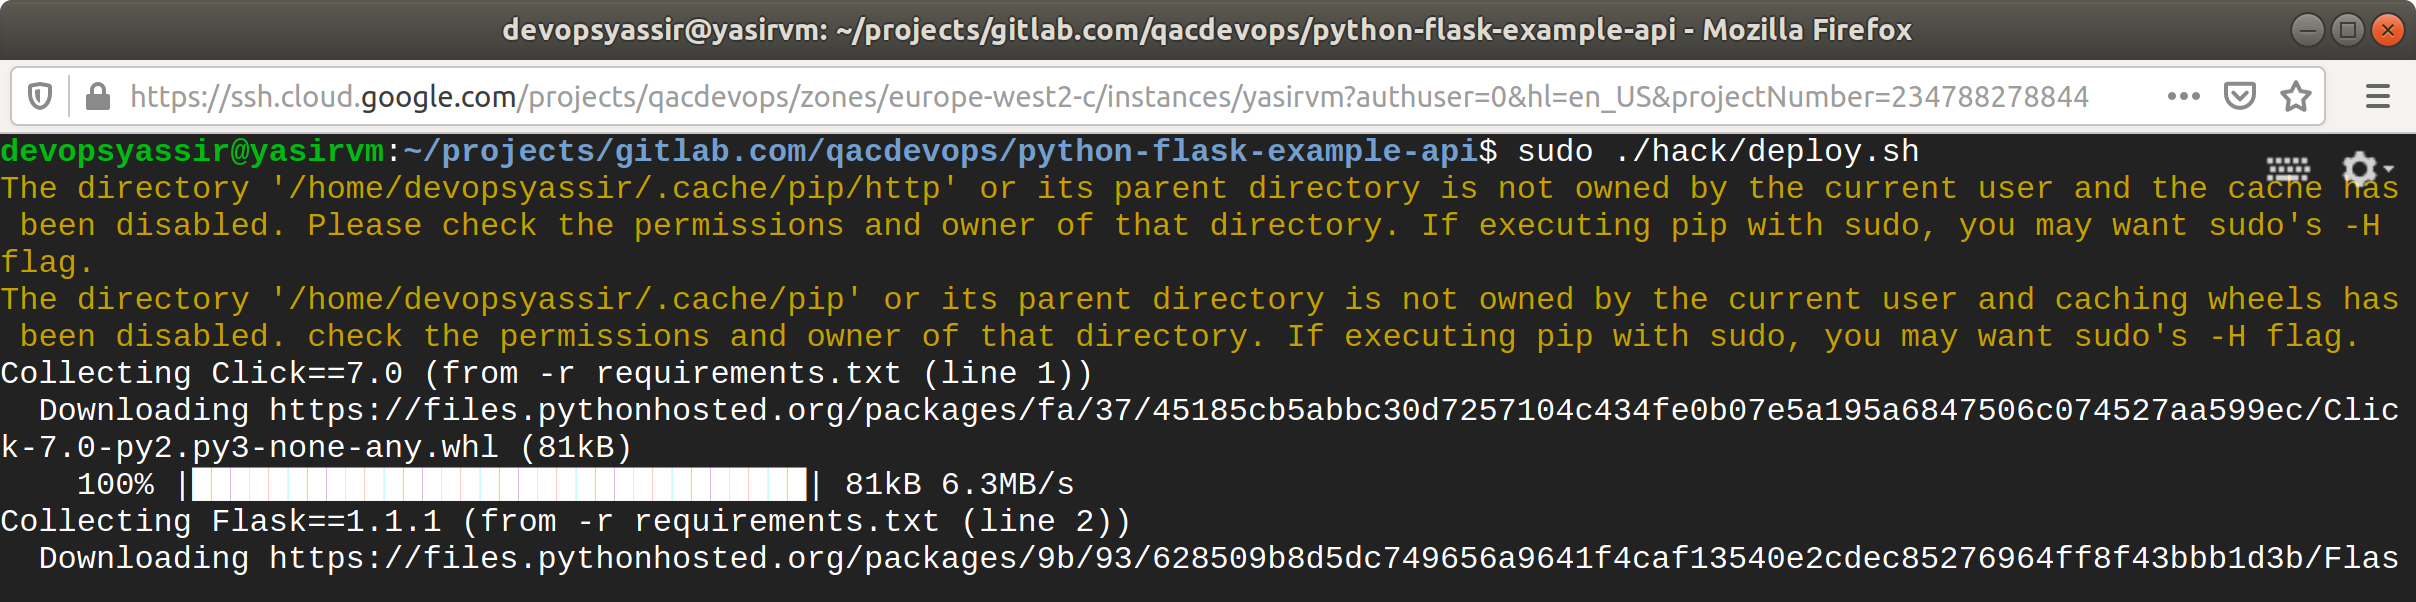 devopsyassir@yasirvm: ~/projects/gitlab.com/qacdevops/python-flask-example-api - Mozilla Firefox
https://ssh.cloud.google.com/projects/qacdevops/zones/europe-west2-c/instances/yasirvm?authuser=0&hl=en_US&projectNumber=234788278844
devopsyassir@yasirvm:~/projects/gitlab.com/qacdevops/python-flask-example-api$ sudo ./hack/deploy.sh
The directory '/home/devopsyassir/.cache/pip/http' or its parent directory is not owned by the current user and the cache has
 been disabled. Please check the permissions and owner of that directory. If executing pip with sudo, you may want sudo's -H
flag.
The directory '/home/devopsyassir/.cache/pip' or its parent directory is not owned by the current user and caching wheels has
 been disabled. check the permissions and owner of that directory. If executing pip with sudo, you may want sudo's -H flag.
Collecting Click==7.0 (from -r requirements.txt (line 1))
  Downloading https://files.pythonhosted.org/packages/fa/37/45185cb5abbc30d7257104c434fe0b07e5a195a6847506c074527aa599ec/Clic
k-7.0-py2.py3-none-any.whl (81kB)
    100% |████████████████████████████████| 81kB 6.3MB/s
Collecting Flask==1.1.1 (from -r requirements.txt (line 2))
  Downloading https://files.pythonhosted.org/packages/9b/93/628509b8d5dc749656a9641f4caf13540e2cdec85276964ff8f43bbb1d3b/Flas